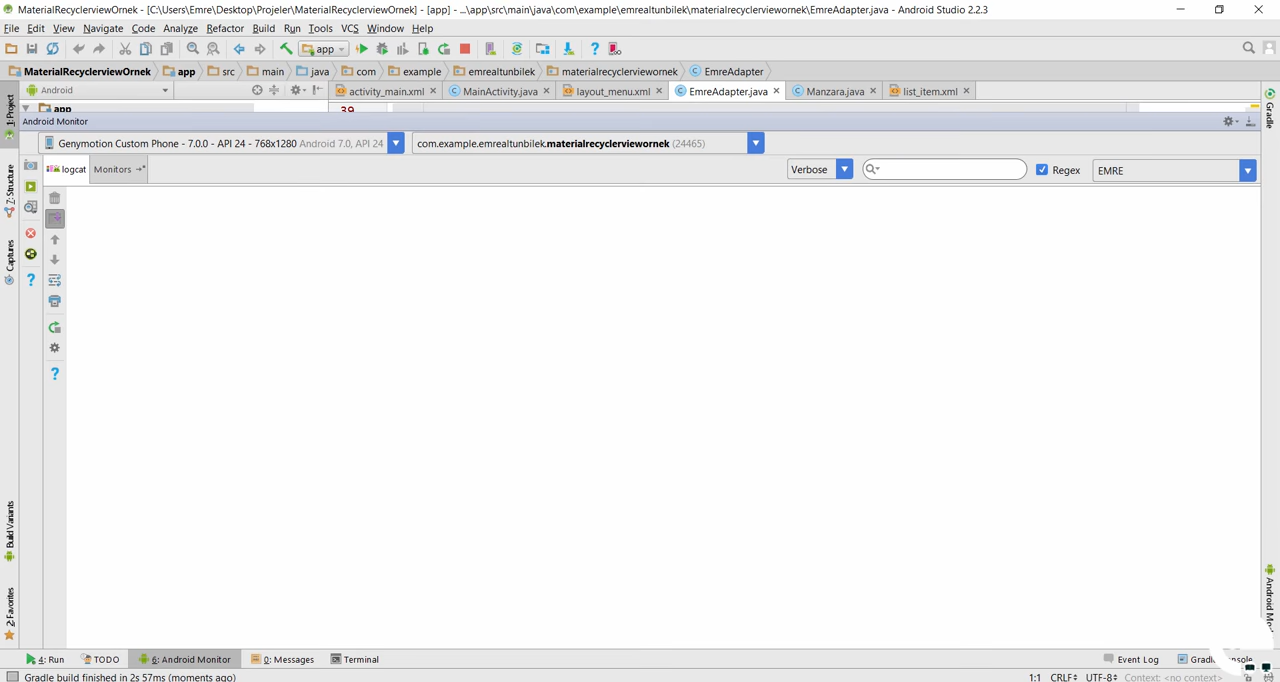 MaterialRecyclerviewOrnek - [C:\Users\Emre\Desktop\Projeler\MaterialRecyclerviewOrnek] - [app] - ...\app\src\main\java\com\example\emrealtunbilek\materialrecyclerviewornek\EmreAdapter.java - Android Studio 2.2.3
File Edit View Navigate Code Analyze Refactor Build Run Tools VCS Window Help
app
MaterialRecyclerviewOrnek app src main java com example emrealtunbilek materialrecyclerviewornek EmreAdapter
Android activity_main.xml MainActivity.java layout_menu.xml EmreAdapter.java Manzara.java list_item.xml
1: Project
Gradle
app 39
Android Monitor
Genymotion Custom Phone - 7.0.0 - API 24 - 768x1280 Android 7.0, API 24 com.example.emrealtunbilek.materialrecyclerviewornek (24465)
logcat Monitors Verbose Regex EMRE
Z: Structure
Captures
Build Variants
2: Favorites
4: Run TODO 6: Android Monitor 0: Messages Terminal Event Log
Gradle build finished in 2s 57ms (moments ago) 1:1 CRLF UTF-8 Context: <no context>